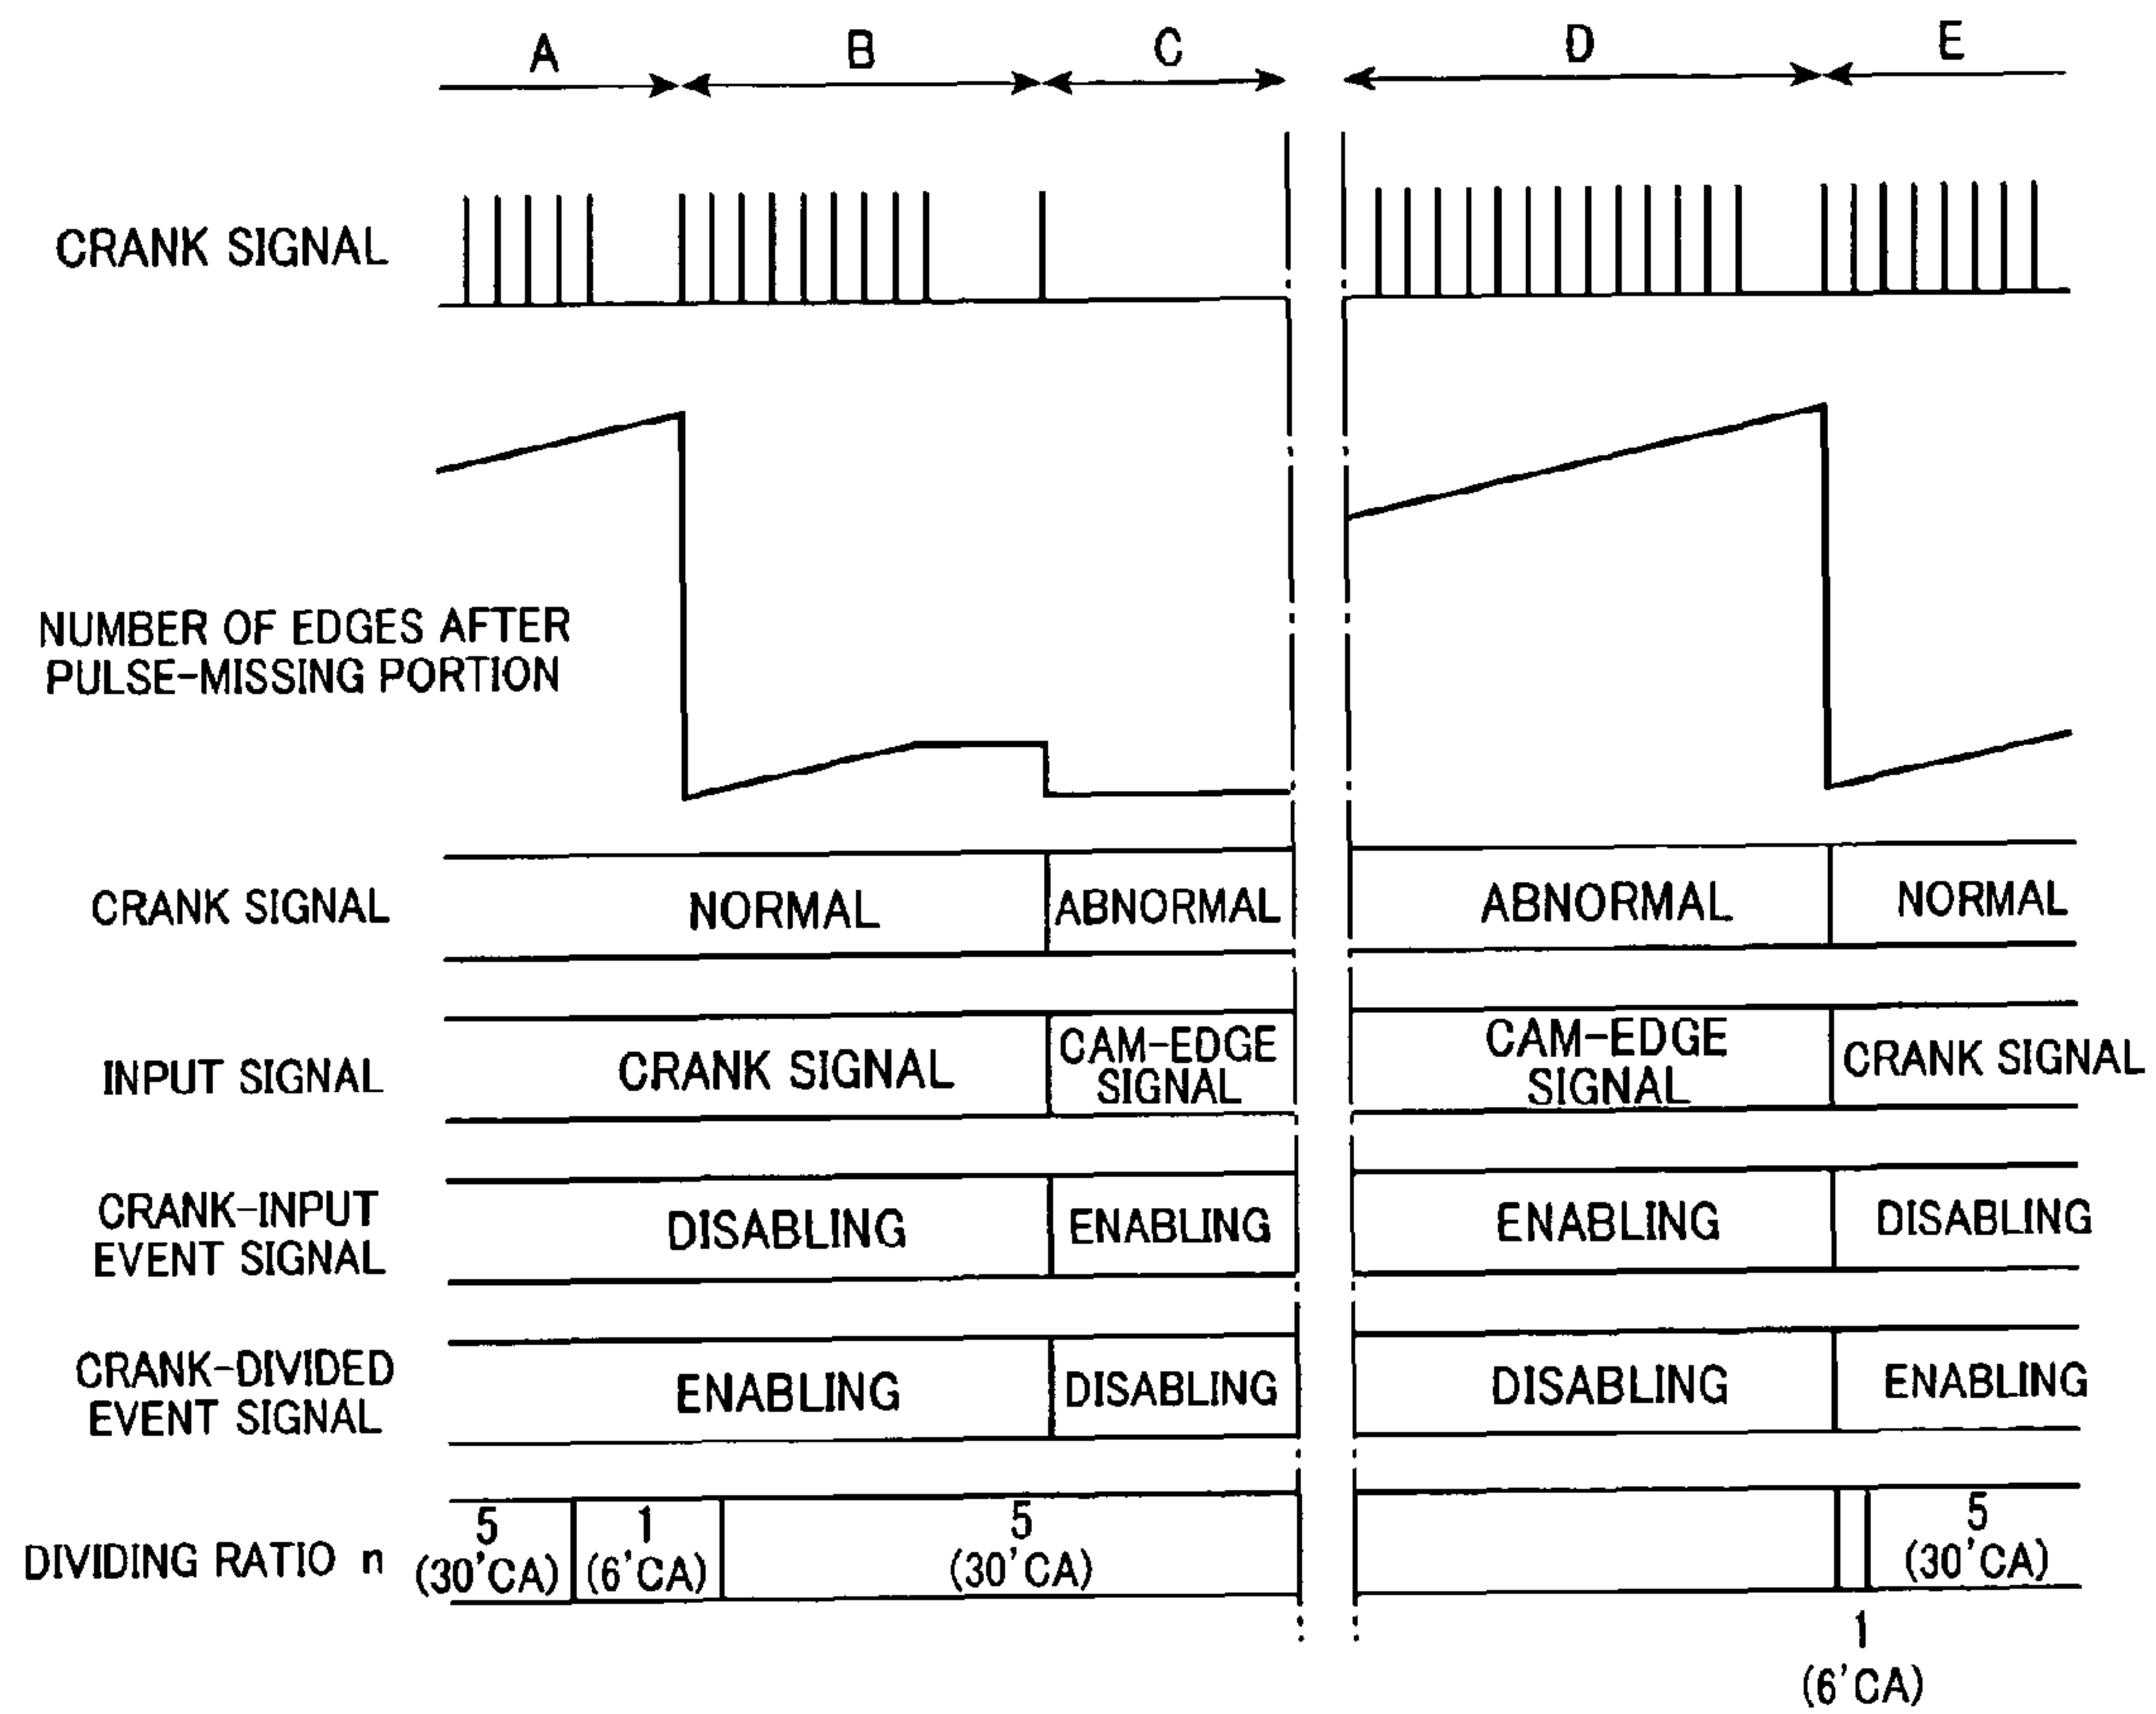 A B C D E
CRANK SIGNAL
NUMBER OF EDGES AFTER
PULSE-MISSING PORTION
CRANK SIGNAL NORMAL ABNORMAL ABNORMAL NORMAL
INPUT SIGNAL CRANK SIGNAL CAM-EDGE SIGNAL CAM-EDGE SIGNAL CRANK SIGNAL
CRANK-INPUT
EVENT SIGNAL DISABLING ENABLING ENABLING DISABLING
CRANK-DIVIDED
EVENT SIGNAL ENABLING DISABLING DISABLING ENABLING
5 1 5 5
DIVIDING RATIO n (30'CA) (6'CA) (30'CA) (30'CA)
1
(6'CA)